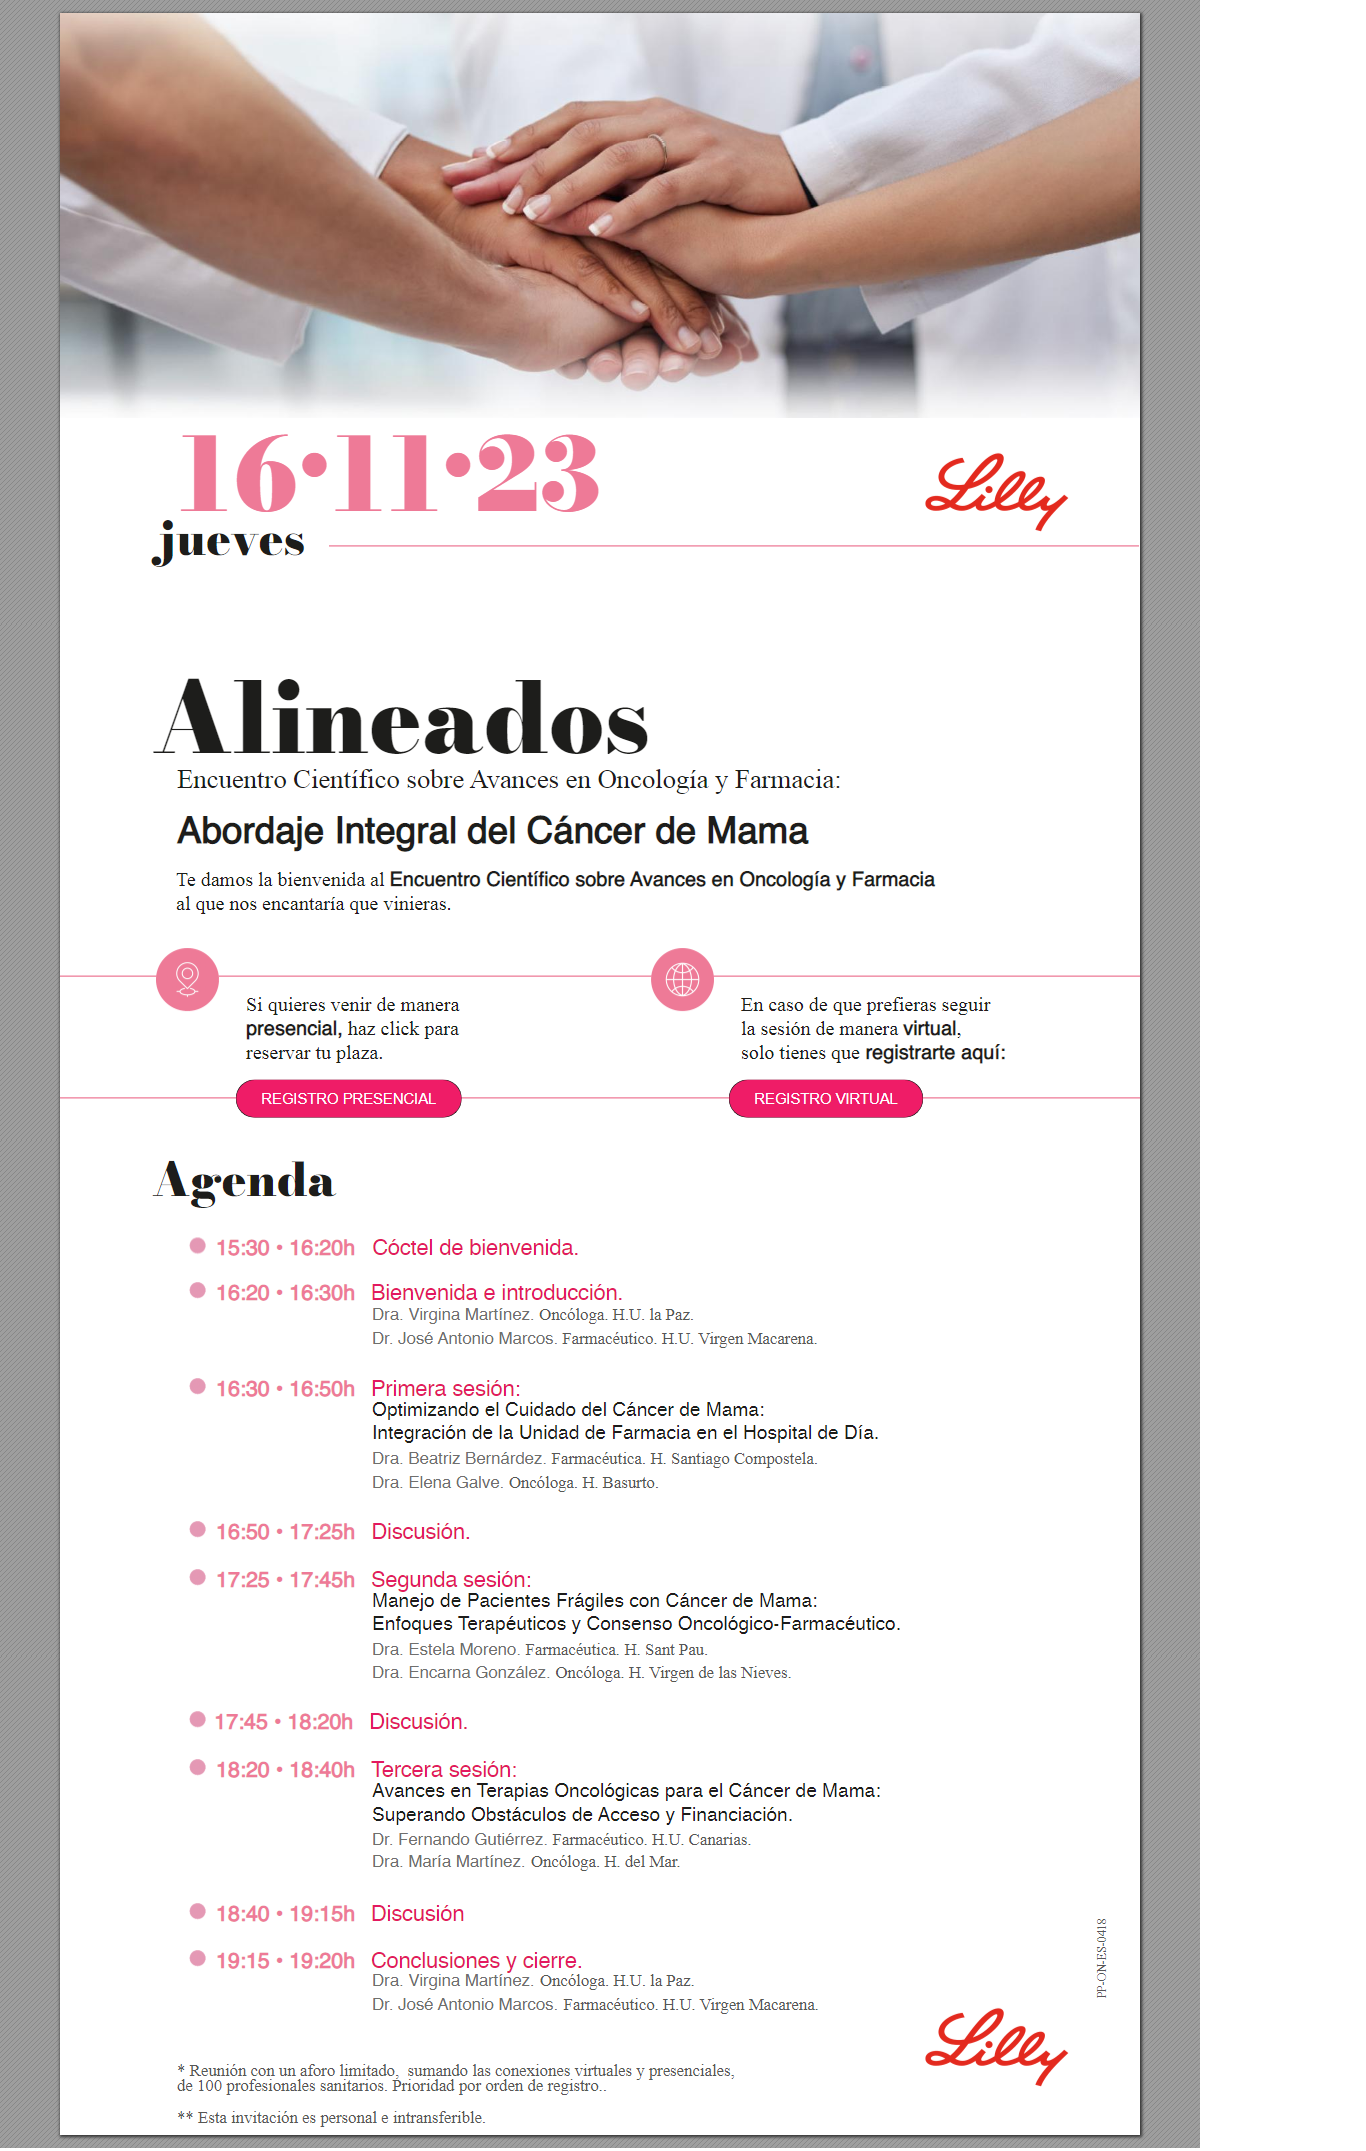 16·11·23
Lilly
jueves
Alineados
Encuentro Científico sobre Avances en Oncología y Farmacia:
Abordaje Integral del Cáncer de Mama
Te damos la bienvenida al Encuentro Científico sobre Avances en Oncología y Farmacia
al que nos encantaría que vinieras.
Si quieres venir de manera
presencial, haz click para
reservar tu plaza.
REGISTRO PRESENCIAL
En caso de que prefieras seguir
la sesión de manera virtual,
solo tienes que registrarte aquí:
REGISTRO VIRTUAL
Agenda
15:30 • 16:20h Cóctel de bienvenida.
16:20 • 16:30h Bienvenida e introducción.
Dra. Virgina Martínez. Oncóloga. H.U. la Paz.
Dr. José Antonio Marcos. Farmacéutico. H.U. Virgen Macarena.
16:30 • 16:50h Primera sesión:
Optimizando el Cuidado del Cáncer de Mama:
Integración de la Unidad de Farmacia en el Hospital de Día.
Dra. Beatriz Bernárdez. Farmacéutica. H. Santiago Compostela.
Dra. Elena Galve. Oncóloga. H. Basurto.
16:50 • 17:25h Discusión.
17:25 • 17:45h Segunda sesión:
Manejo de Pacientes Frágiles con Cáncer de Mama:
Enfoques Terapéuticos y Consenso Oncológico-Farmacéutico.
Dra. Estela Moreno. Farmacéutica. H. Sant Pau.
Dra. Encarna González. Oncóloga. H. Virgen de las Nieves.
17:45 • 18:20h Discusión.
18:20 • 18:40h Tercera sesión:
Avances en Terapias Oncológicas para el Cáncer de Mama:
Superando Obstáculos de Acceso y Financiación.
Dr. Fernando Gutiérrez. Farmacéutico. H.U. Canarias.
Dra. María Martínez. Oncóloga. H. del Mar.
18:40 • 19:15h Discusión
19:15 • 19:20h Conclusiones y cierre.
Dra. Virgina Martínez. Oncóloga. H.U. la Paz.
Dr. José Antonio Marcos. Farmacéutico. H.U. Virgen Macarena.
PP-ON-ES-0418
Lilly
* Reunión con un aforo limitado, sumando las conexiones virtuales y presenciales,
de 100 profesionales sanitarios. Prioridad por orden de registro..
** Esta invitación es personal e intransferible.